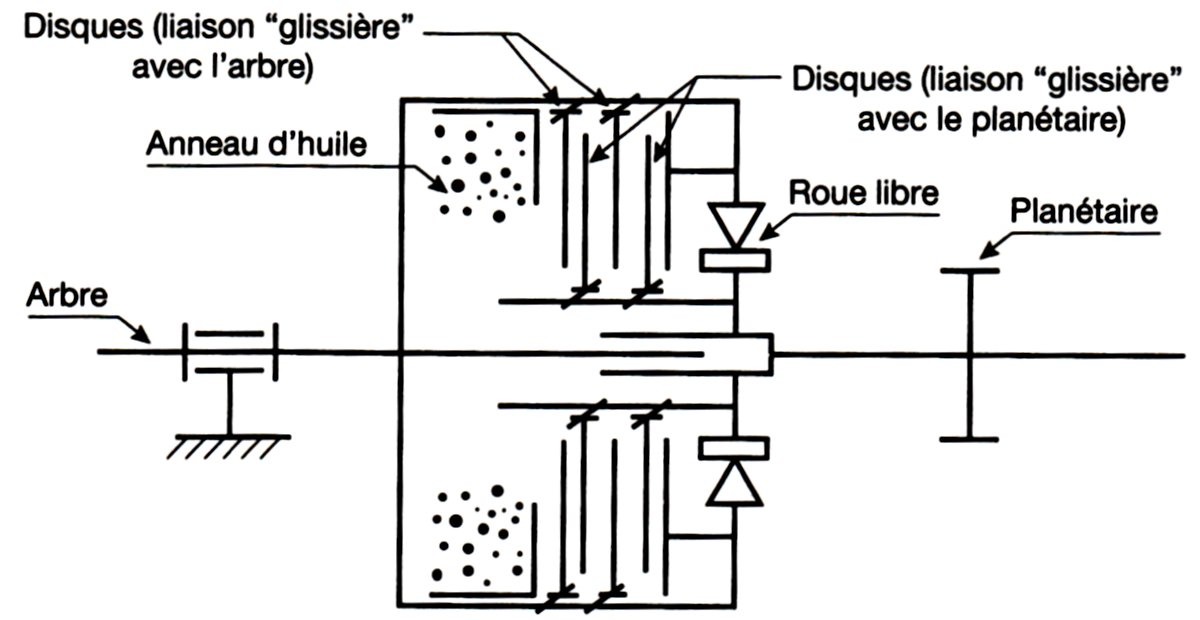 Disques (liaison “glissière”
avec l’arbre)
Disques (liaison “glissière”
avec le planétaire)
Anneau d’huile
Roue libre
Planétaire
Arbre